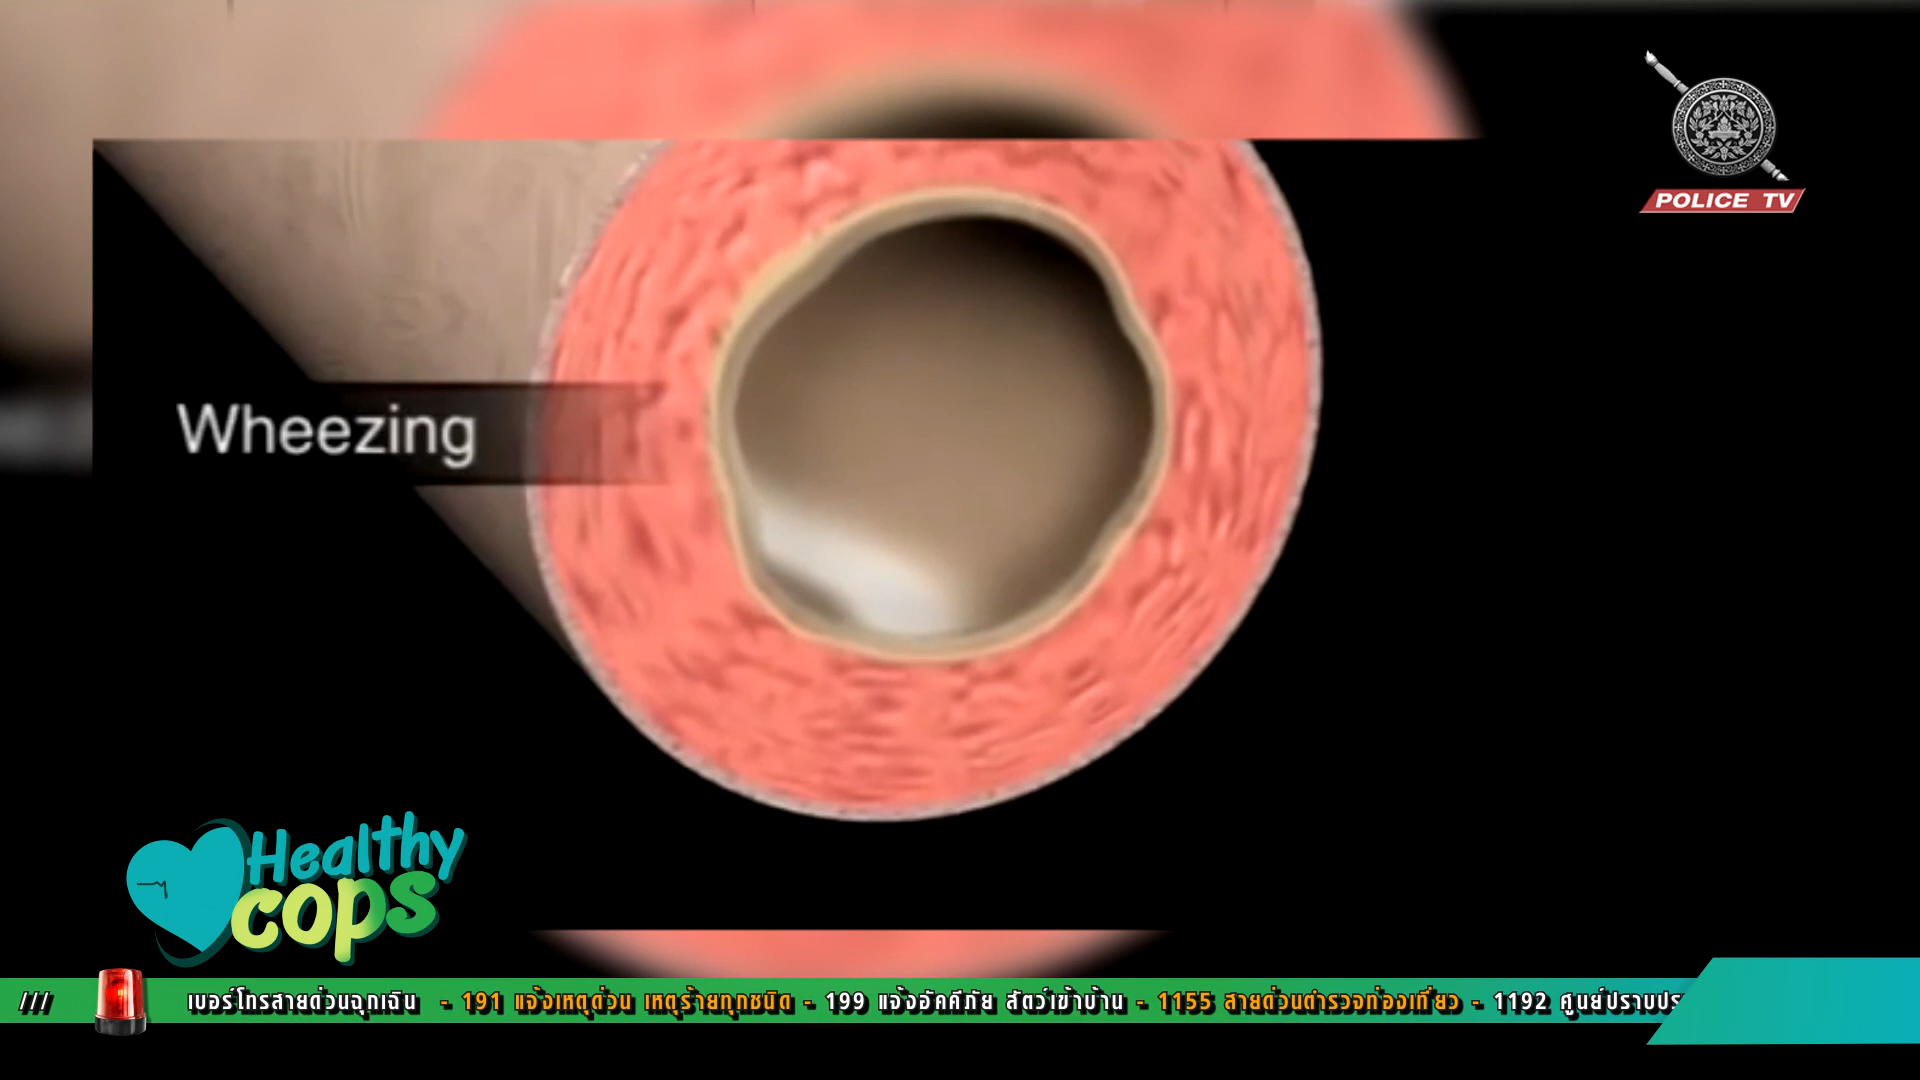 POLICE TV
Wheezing
Healthy
cops
/// เบอร์โทรสายด่วนฉุกเฉิน - 191 แจ้งเหตุด่วน เหตุร้ายทุกชนิด - 199 แจ้งอัคคีภัย สัตว์เข้าบ้าน - 1155 สายด่วนตำรวจท่องเที่ยว - 1192 ศูนย์ปราบปร